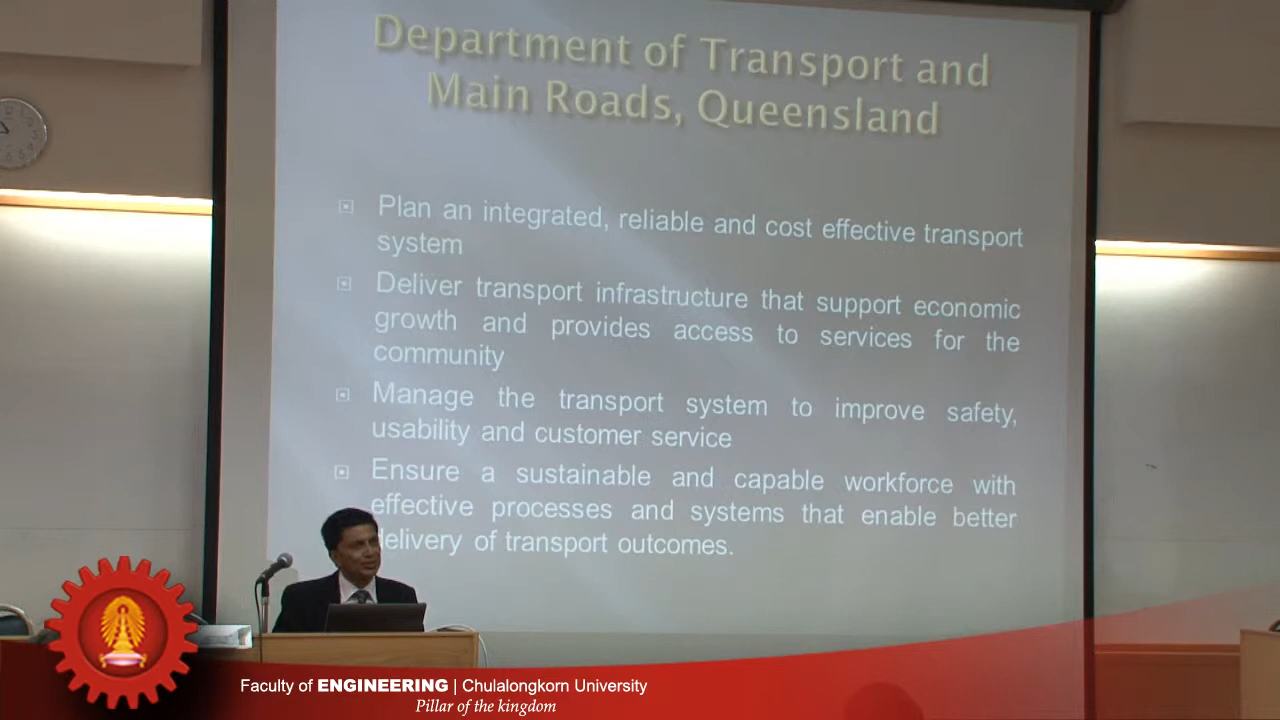 Department of Transport and
Main Roads, Queensland
Plan an integrated, reliable and cost effective transport
system
Deliver transport infrastructure that support economic
growth and provides access to services for the
community
Manage the transport system to improve safety,
usability and customer service
Ensure a sustainable and capable workforce with
effective processes and systems that enable better
delivery of transport outcomes.
Faculty of ENGINEERING | Chulalongkorn University
Pillar of the kingdom